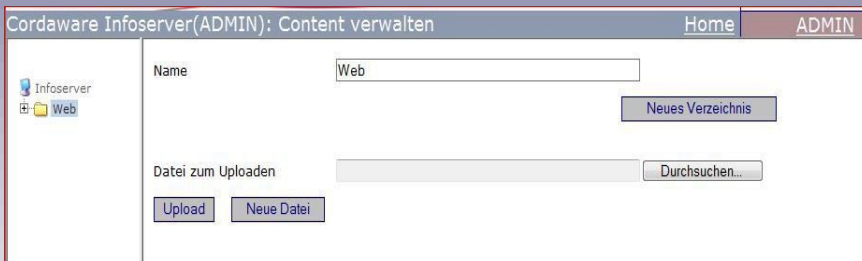 Cordaware Infoserver(ADMIN): Content verwalten Home ADMIN
Infoserver
Web
Name Web
Neues Verzeichnis
Datei zum Uploaden Durchsuchen...
Upload Neue Datei